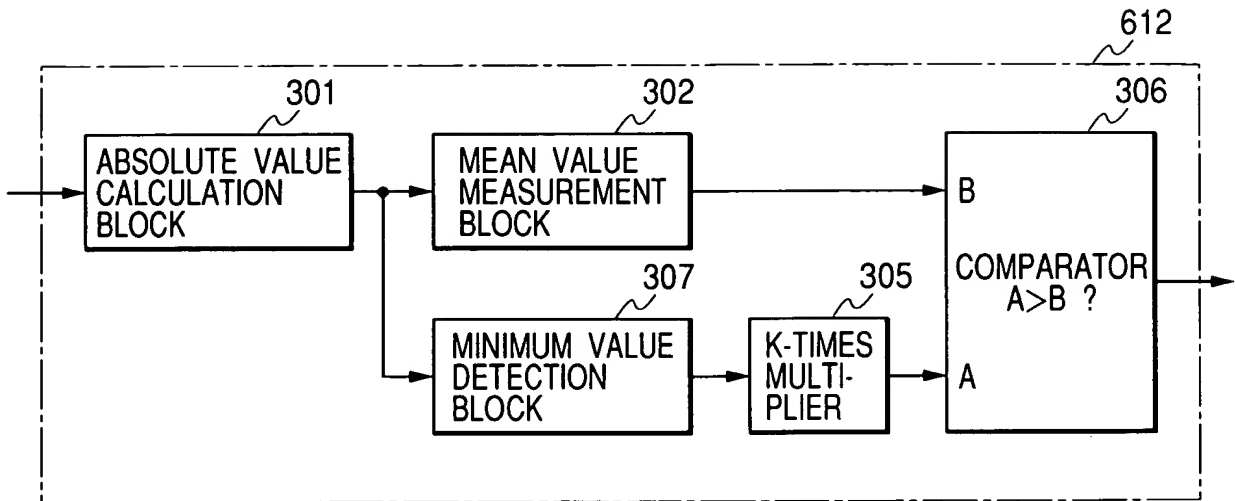 612
301
302
306
ABSOLUTE VALUE
CALCULATION
BLOCK
MEAN VALUE
MEASUREMENT
BLOCK
B
COMPARATOR
A>B ?
A
307
305
MINIMUM VALUE
DETECTION
BLOCK
K-TIMES
MULTI-
PLIER